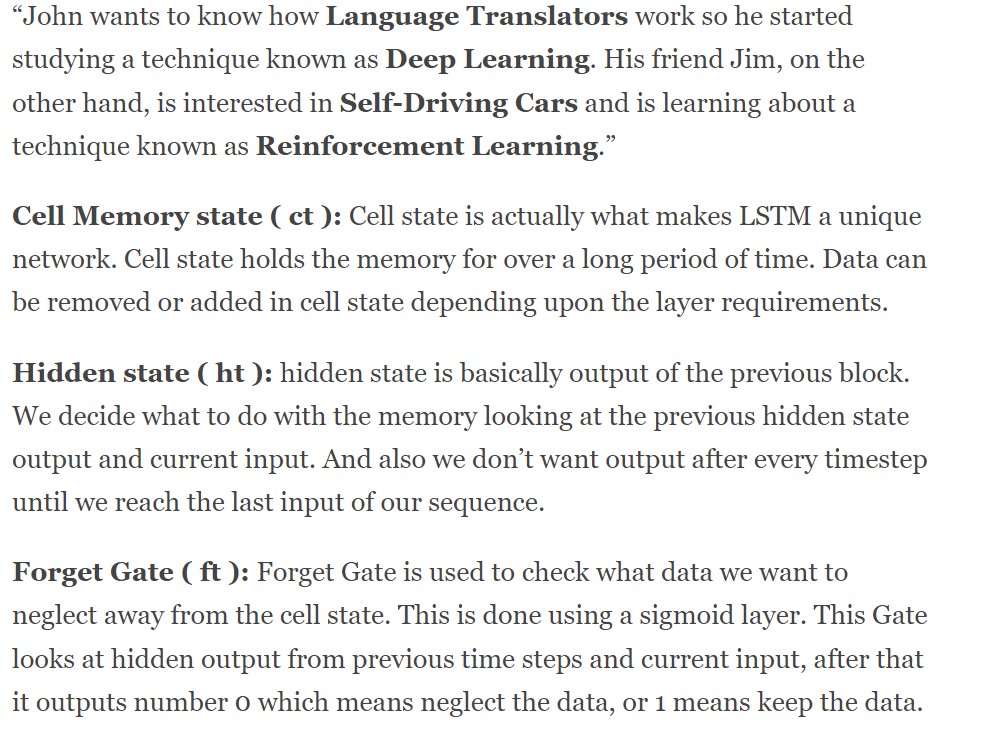 “John wants to know how Language Translators work so he started
studying a technique known as Deep Learning. His friend Jim, on the
other hand, is interested in Self-Driving Cars and is learning about a
technique known as Reinforcement Learning.”
Cell Memory state ( ct ): Cell state is actually what makes LSTM a unique
network. Cell state holds the memory for over a long period of time. Data can
be removed or added in cell state depending upon the layer requirements.
Hidden state ( ht ): hidden state is basically output of the previous block.
We decide what to do with the memory looking at the previous hidden state
output and current input. And also we don’t want output after every timestep
until we reach the last input of our sequence.
Forget Gate ( ft ): Forget Gate is used to check what data we want to
neglect away from the cell state. This is done using a sigmoid layer. This Gate
looks at hidden output from previous time steps and current input, after that
it outputs number 0 which means neglect the data, or 1 means keep the data.